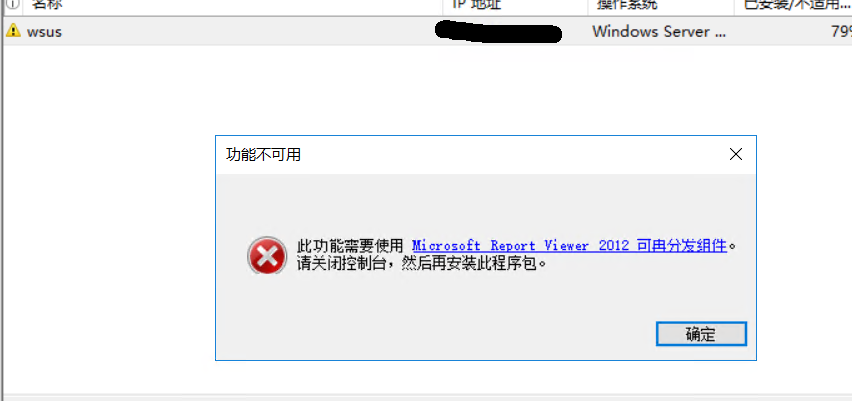 名称 IP 地址 操作系统 已安装/不适用...
wsus Windows Server ... 79%
功能不可用
此功能需要使用 Microsoft Report Viewer 2012 可再分发组件。
请关闭控制台，然后再安装此程序包。
确定